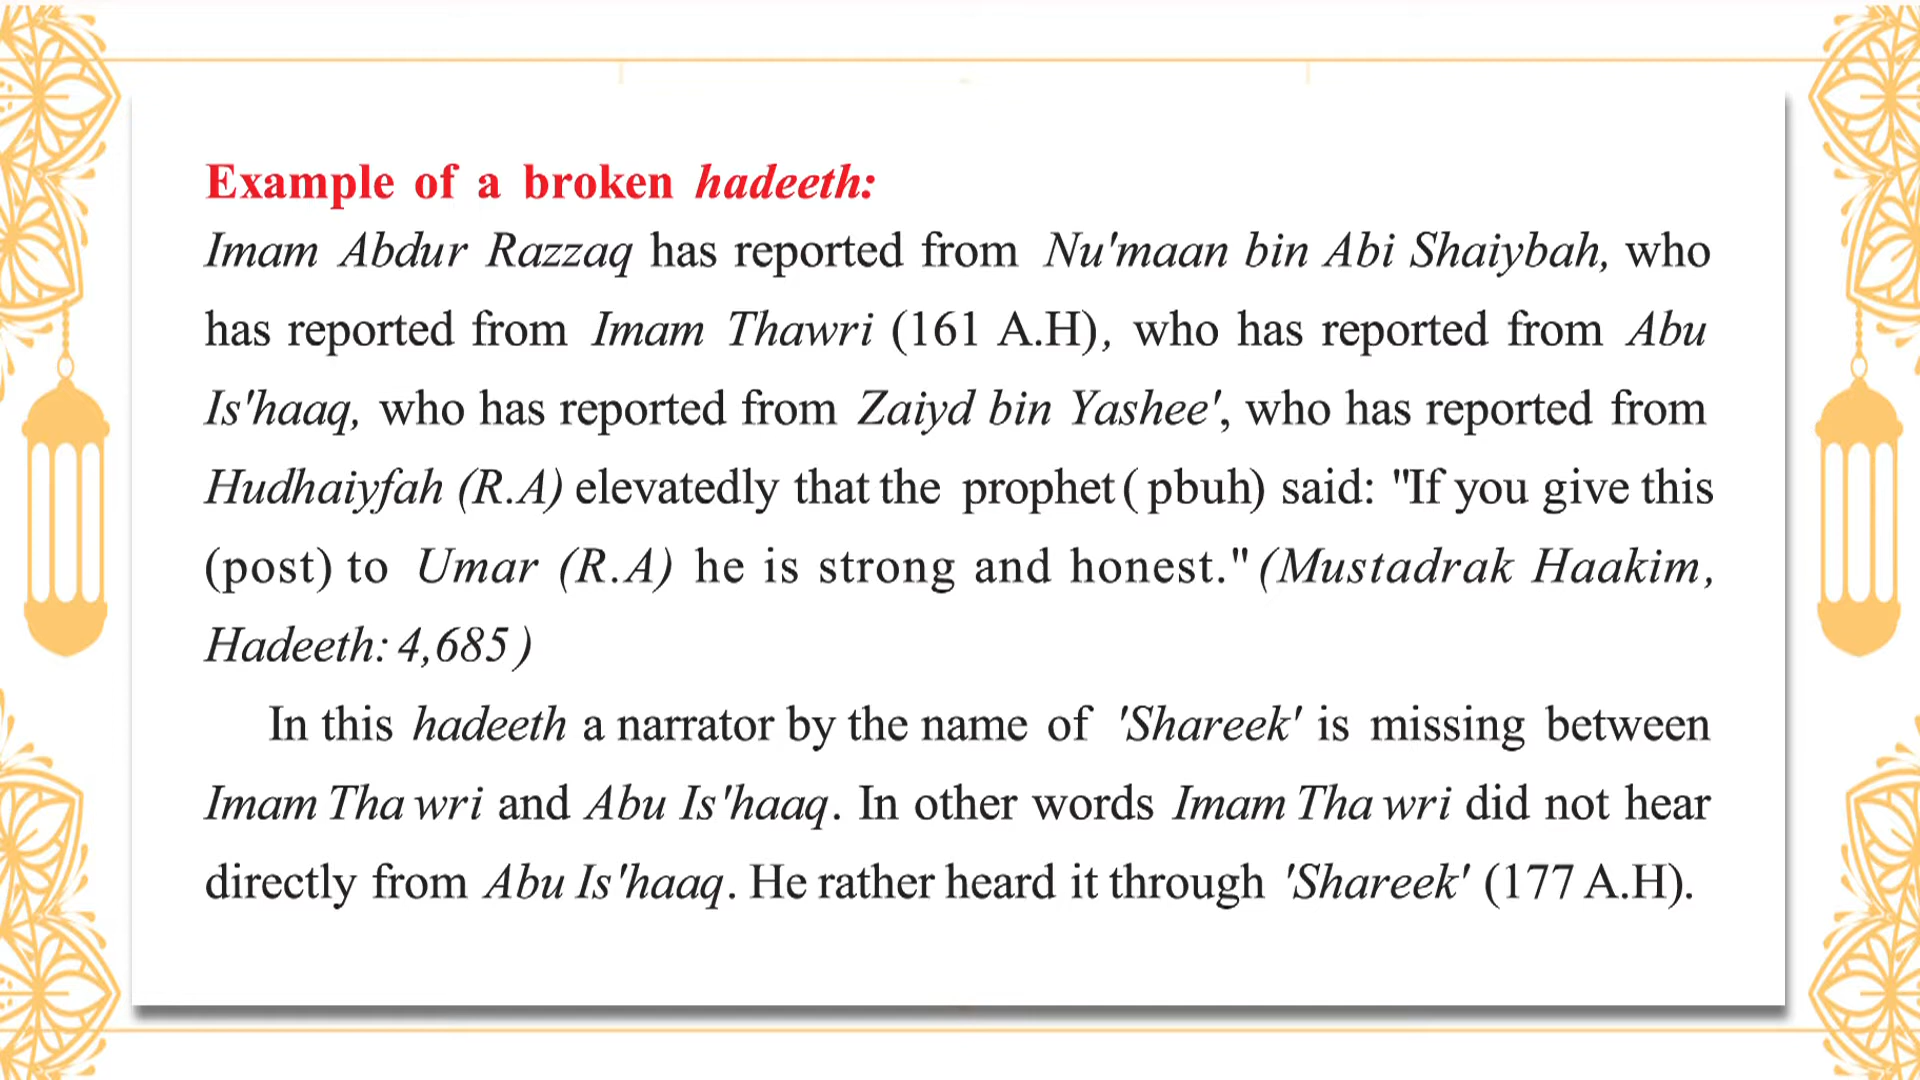 Example of a broken hadeeth:
Imam Abdur Razzaq has reported from Nu'maan bin Abi Shaiybah, who
has reported from Imam Thawri (161 A.H), who has reported from Abu
Is'haaq, who has reported from Zaiyd bin Yashee', who has reported from
Hudhaiyfah (R.A) elevatedly that the prophet ( pbuh) said: "If you give this
(post) to Umar (R.A) he is strong and honest." (Mustadrak Haakim,
Hadeeth: 4,685 )
In this hadeeth a narrator by the name of 'Shareek' is missing between
Imam Tha wri and Abu Is'haaq. In other words Imam Tha wri did not hear
directly from Abu Is'haaq. He rather heard it through 'Shareek' (177 A.H).